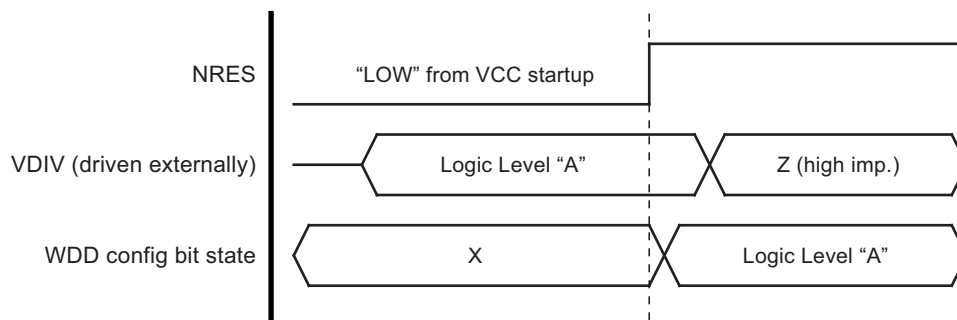 NRES
“LOW” from VCC startup
VDIV (driven externally)
Logic Level “A”
Z (high imp.)
WDD config bit state
X
Logic Level “A”